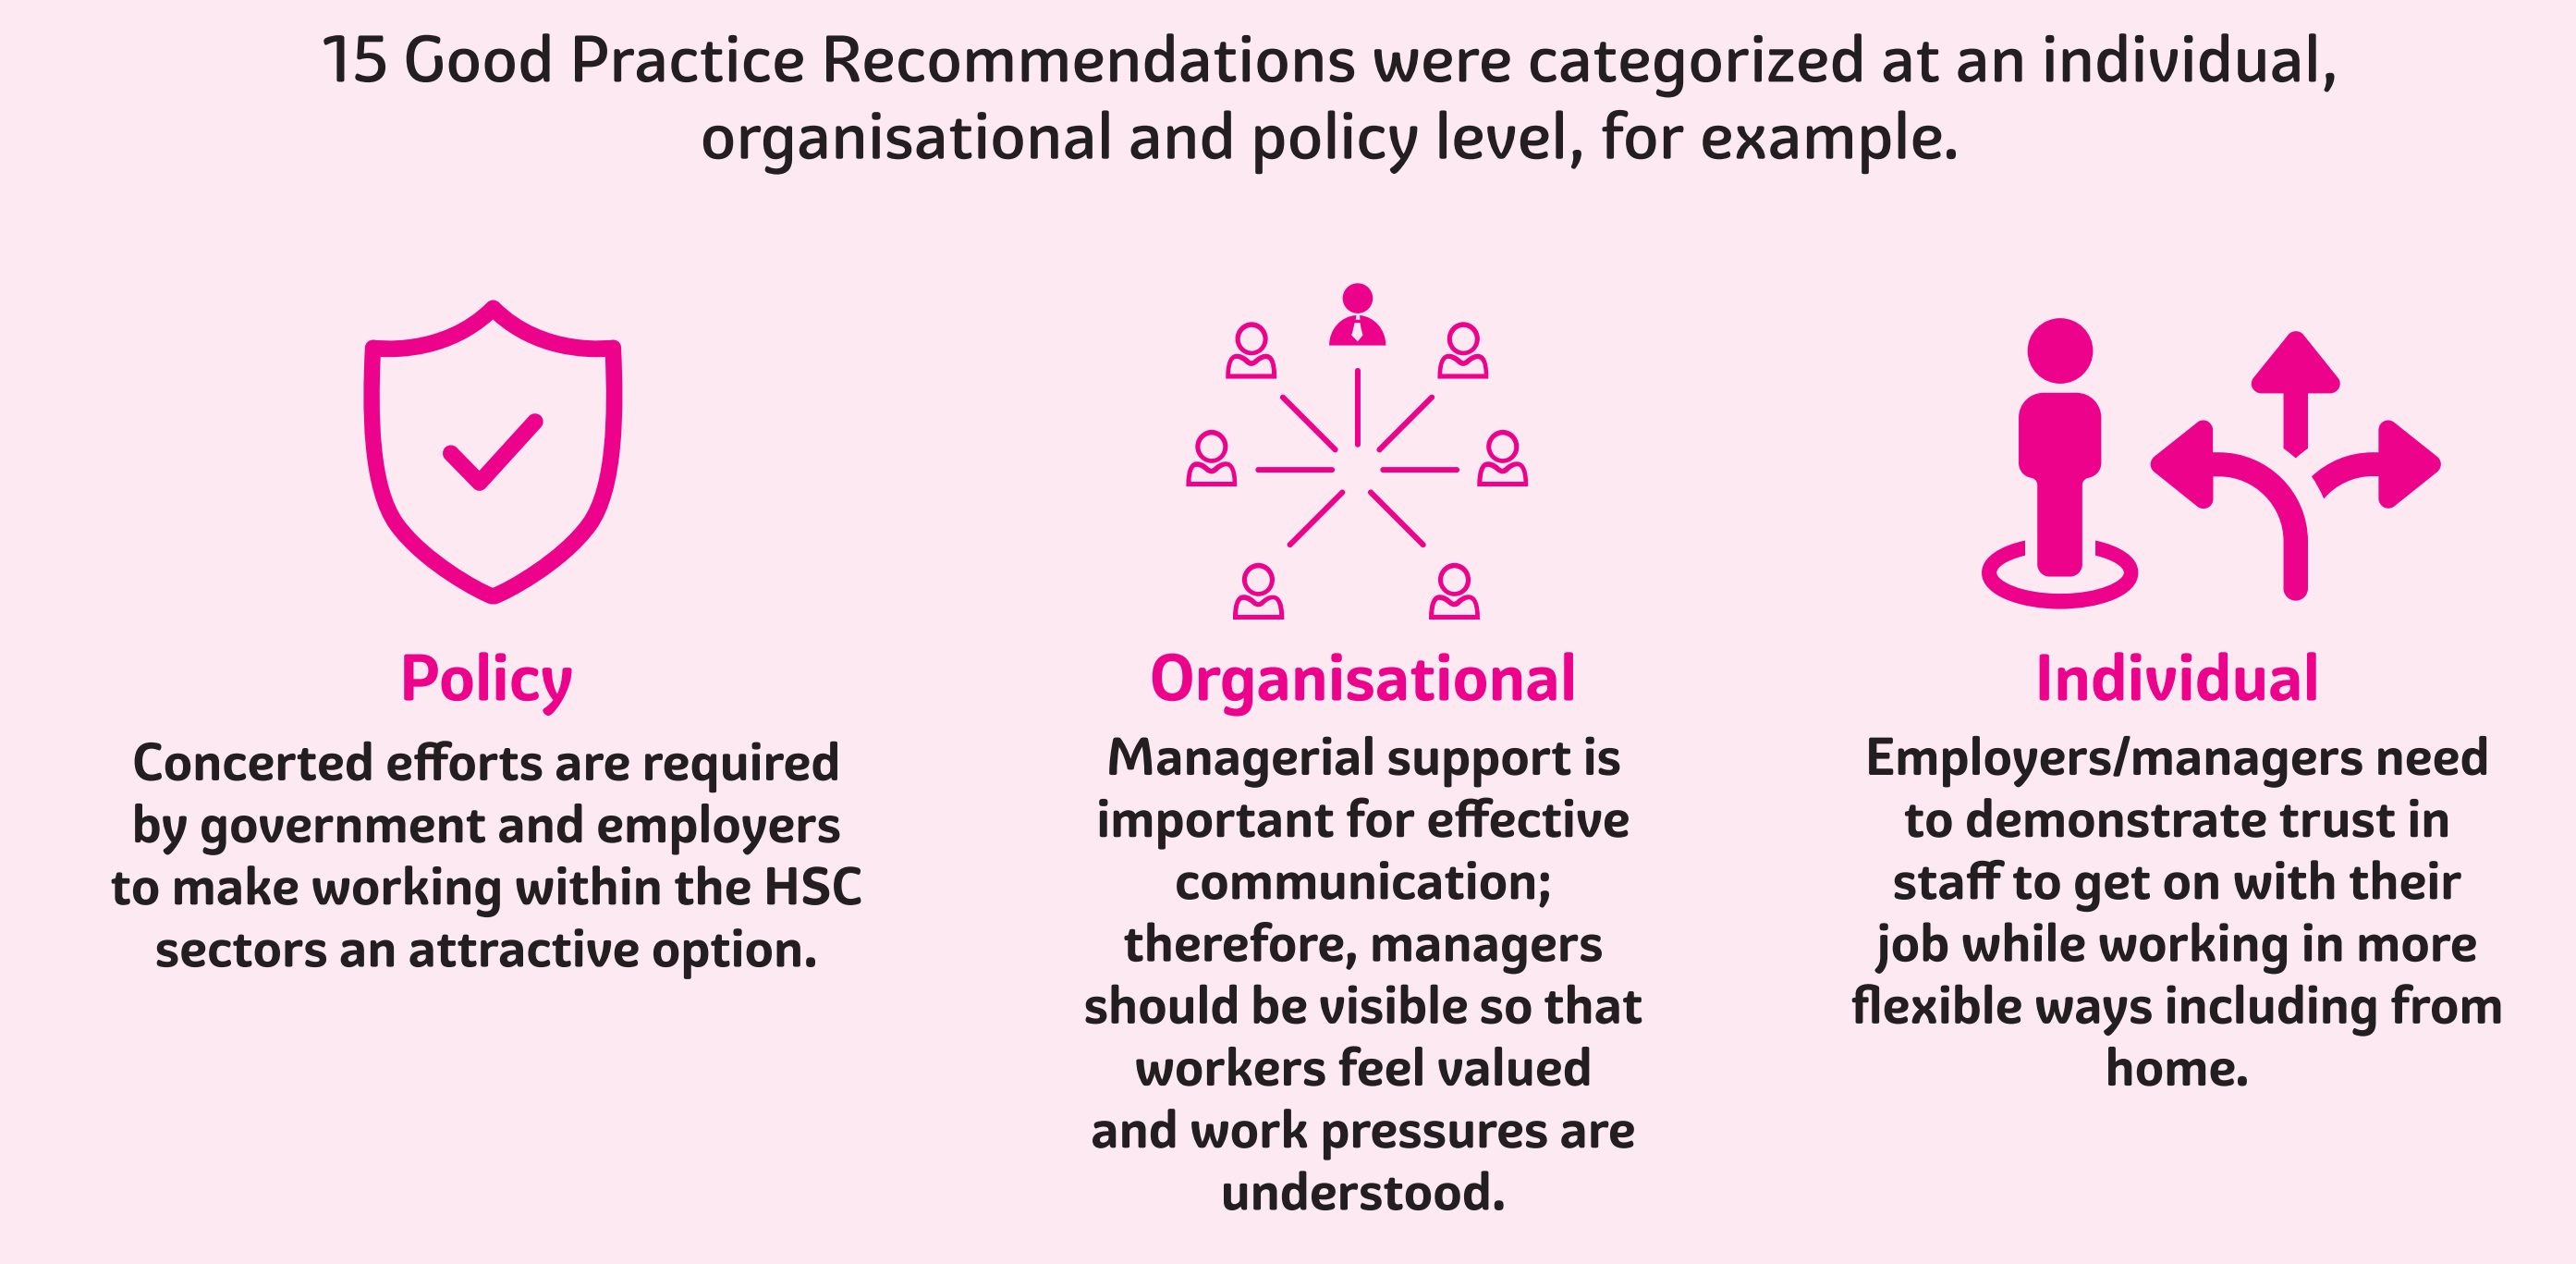 15 Good Practice Recommendations were categorized at an individual,
organisational and policy level, for example.
Policy
Concerted efforts are required
by government and employers
to make working within the HSC
sectors an attractive option.
Organisational
Managerial support is
important for effective
communication;
therefore, managers
should be visible so that
workers feel valued
and work pressures are
understood.
Individual
Employers/managers need
to demonstrate trust in
staff to get on with their
job while working in more
flexible ways including from
home.